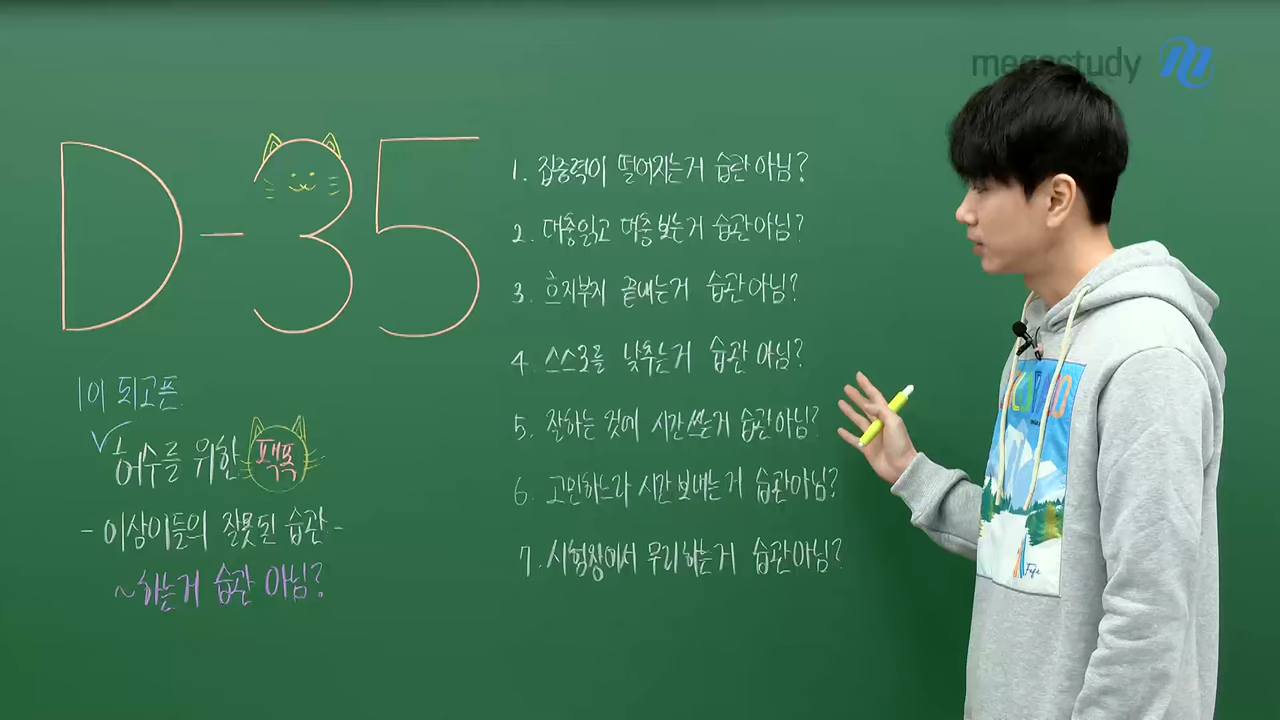 megastudy
D-35
1이 되고픈
허수를 위한 팩폭
- 이삼이들의 잘못된 습관 -
~하는거 습관 아님?
1. 집중력이 떨어지는거 습관 아님?
2. 대충읽고 대충보는거 습관아님?
3. 흐지부지 끝내는거 습관아님?
4. 스스로를 낮추는거 습관 아님?
5. 잘하는 것에 시간쓰는거 습관아님?
6. 고민하느라 시간보내는거 습관아님?
7. 시험장에서 무리하는거 습관아님?